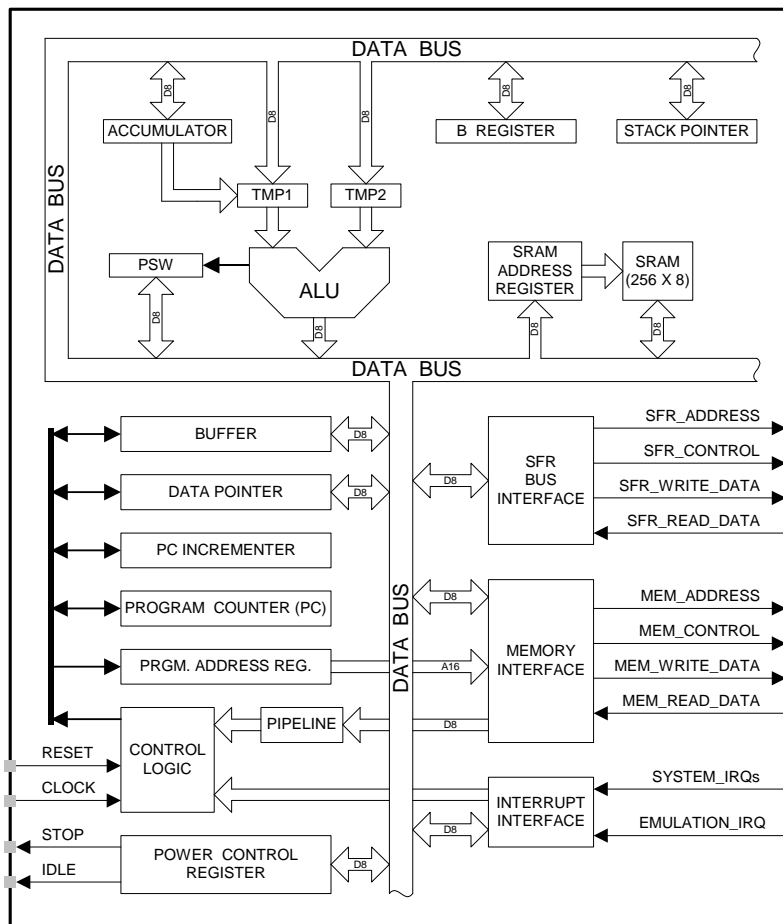 DATA BUS
D8
D8
D8
D8
D8
ACCUMULATOR
B REGISTER
STACK POINTER
DATA BUS
TMP1
TMP2
PSW
ALU
SRAM
ADDRESS
REGISTER
SRAM
(256 X 8)
D8
D8
D8
D8
DATA BUS
BUFFER
D8
DATA POINTER
D8
PC INCREMENTER
PROGRAM COUNTER (PC)
PRGM. ADDRESS REG.
A16
DATA BUS
D8
SFR
BUS
INTERFACE
SFR_ADDRESS
SFR_CONTROL
SFR_WRITE_DATA
SFR_READ_DATA
D8
MEMORY
INTERFACE
MEM_ADDRESS
MEM_CONTROL
MEM_WRITE_DATA
MEM_READ_DATA
RESET
CLOCK
CONTROL
LOGIC
PIPELINE
D8
INTERRUPT
INTERFACE
SYSTEM_IRQs
EMULATION_IRQ
D8
STOP
IDLE
POWER CONTROL
REGISTER
D8